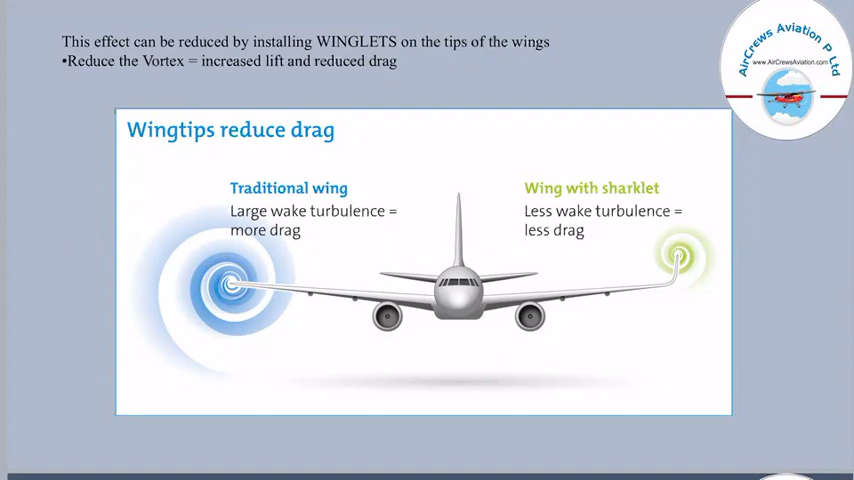 This effect can be reduced by installing WINGLETS on the tips of the wings
•Reduce the Vortex = increased lift and reduced drag
AirCrews Aviation P Ltd
www.AirCrewsAviation.com
Wingtips reduce drag
Traditional wing
Large wake turbulence =
more drag
Wing with sharklet
Less wake turbulence =
less drag